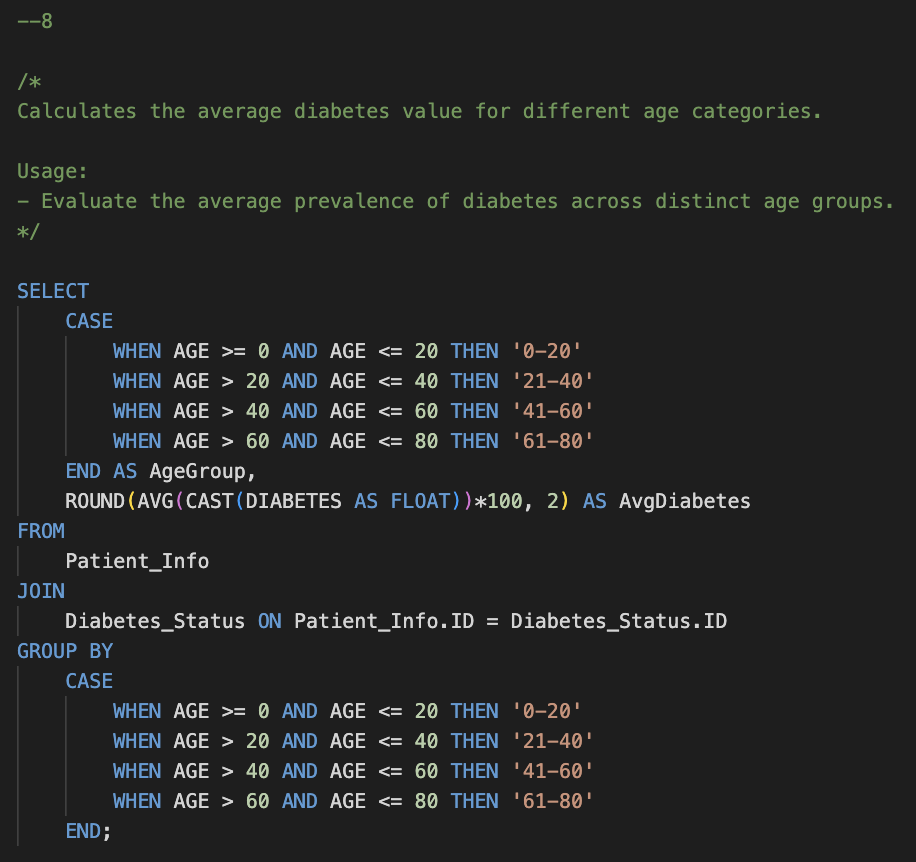 --8
/*
Calculates the average diabetes value for different age categories.
Usage:
- Evaluate the average prevalence of diabetes across distinct age groups.
*/
SELECT
CASE
WHEN AGE >= 0 AND AGE <= 20 THEN '0-20'
WHEN AGE > 20 AND AGE <= 40 THEN '21-40'
WHEN AGE > 40 AND AGE <= 60 THEN '41-60'
WHEN AGE > 60 AND AGE <= 80 THEN '61-80'
END AS AgeGroup,
ROUND(AVG(CAST(DIABETES AS FLOAT))*100, 2) AS AvgDiabetes
FROM
Patient_Info
JOIN
Diabetes_Status ON Patient_Info.ID = Diabetes_Status.ID
GROUP BY
CASE
WHEN AGE >= 0 AND AGE <= 20 THEN '0-20'
WHEN AGE > 20 AND AGE <= 40 THEN '21-40'
WHEN AGE > 40 AND AGE <= 60 THEN '41-60'
WHEN AGE > 60 AND AGE <= 80 THEN '61-80'
END;